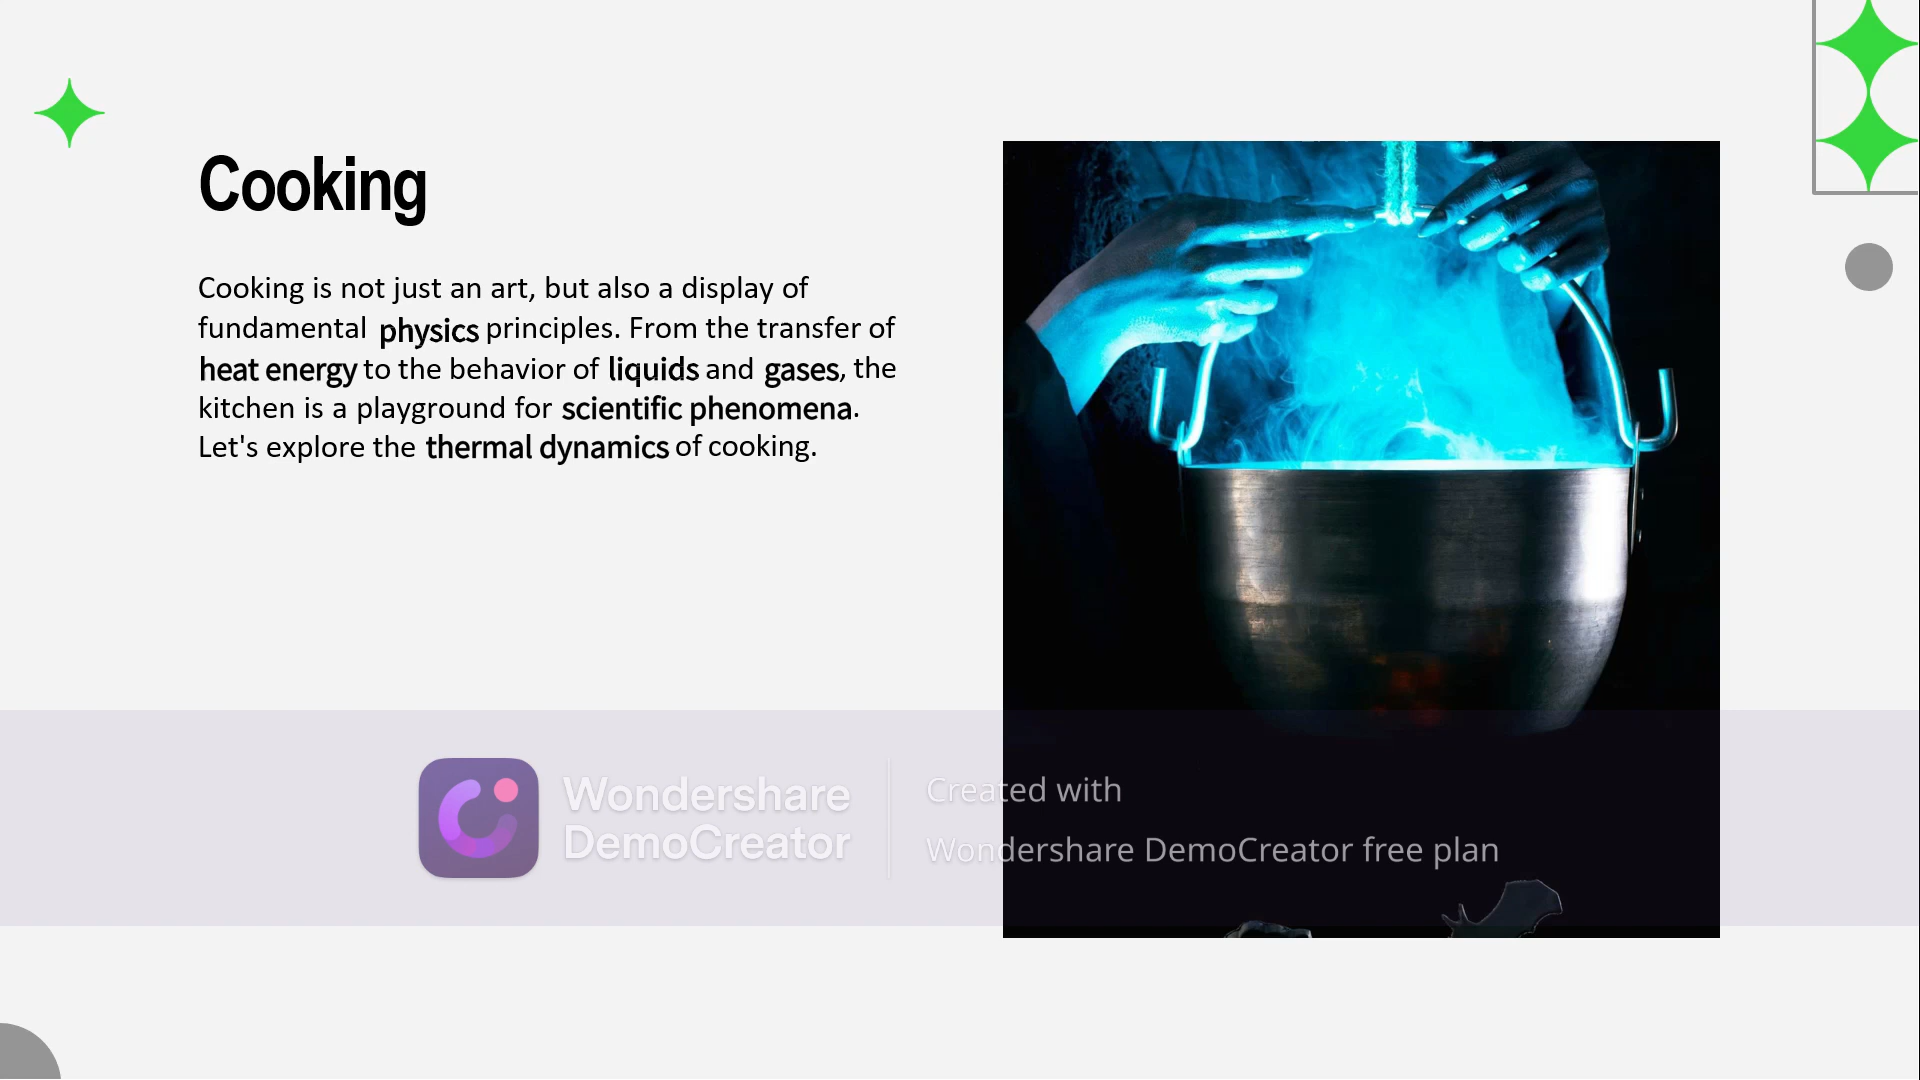 Cooking
Cooking is not just an art, but also a display of
fundamental physics principles. From the transfer of
heat energy to the behavior of liquids and gases, the
kitchen is a playground for scientific phenomena.
Let's explore the thermal dynamics of cooking.
Wondershare
DemoCreator
Created with
Wondershare DemoCreator free plan